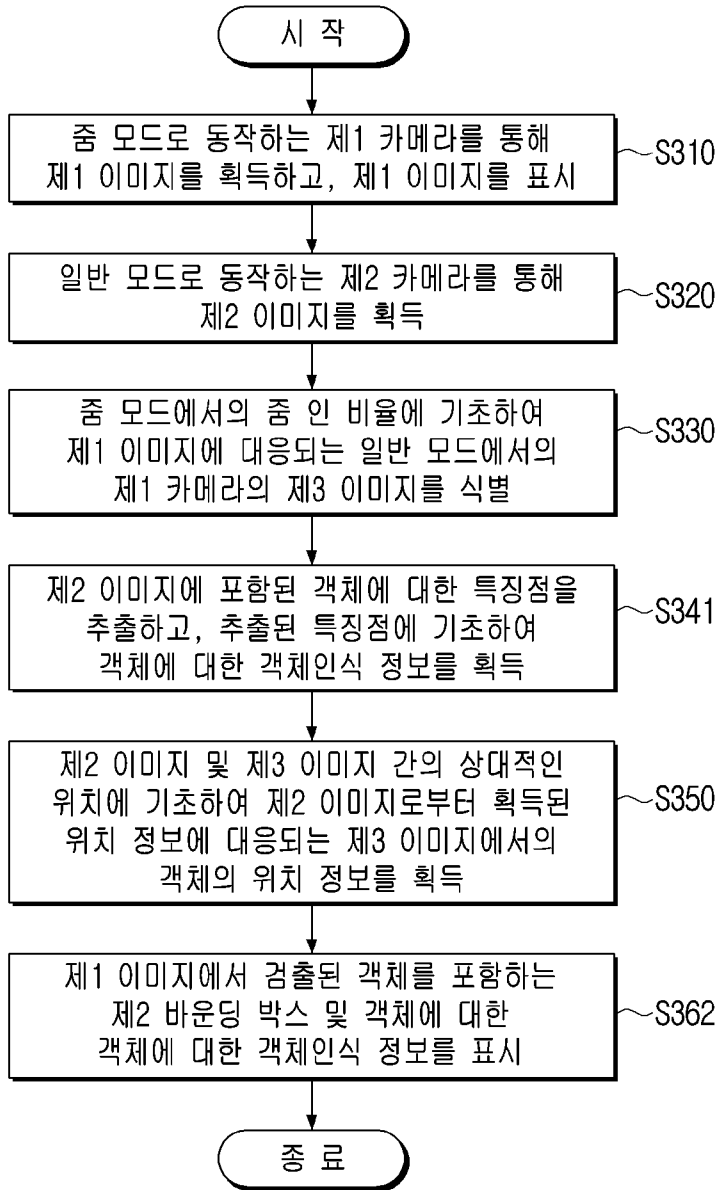 시 작
줌 모드로 동작하는 제1 카메라를 통해
제1 이미지를 획득하고, 제1 이미지를 표시
S310
일반 모드로 동작하는 제2 카메라를 통해
제2 이미지를 획득
S320
줌 모드에서의 줌 인 비율에 기초하여
제1 이미지에 대응되는 일반 모드에서의
제1 카메라의 제3 이미지를 식별
S330
제2 이미지에 포함된 객체에 대한 특징점을
추출하고, 추출된 특징점에 기초하여
객체에 대한 객체인식 정보를 획득
S341
제2 이미지 및 제3 이미지 간의 상대적인
위치에 기초하여 제2 이미지로부터 획득된
위치 정보에 대응되는 제3 이미지에서의
객체의 위치 정보를 획득
S350
제1 이미지에서 검출된 객체를 포함하는
제2 바운딩 박스 및 객체에 대한
객체에 대한 객체인식 정보를 표시
S362
종 료